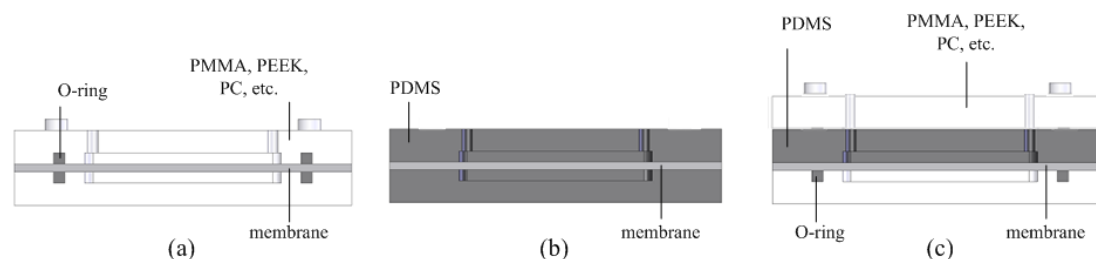 O-ring
PMMA, PEEK,
PC, etc.
membrane
(a)
PDMS
membrane
(b)
PDMS
PMMA, PEEK,
PC, etc.
O-ring
membrane
(c)